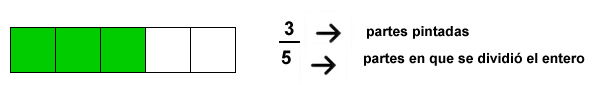 3 → partes pintadas
5 → partes en que se dividió el entero